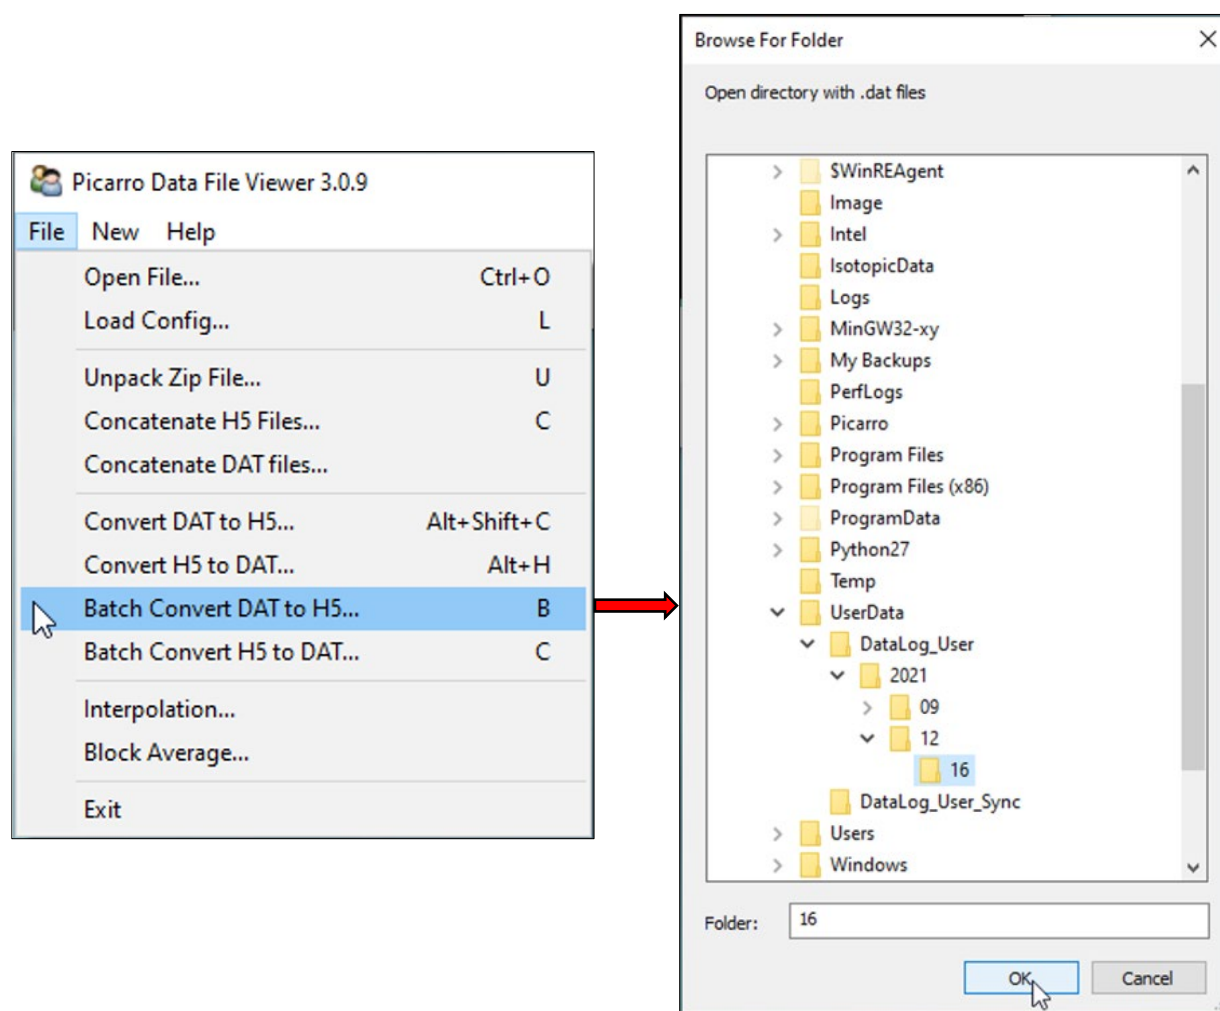 Picarro Data File Viewer 3.0.9
File New Help
Open File... Ctrl+O
Load Config... L
Unpack Zip File... U
Concatenate H5 Files... C
Concatenate DAT files...
Convert DAT to H5... Alt+Shift+C
Convert H5 to DAT... Alt+H
Batch Convert DAT to H5... B
Batch Convert H5 to DAT... C
Interpolation...
Block Average...
Exit
Browse For Folder
Open directory with .dat files
$WinREAgent
Image
Intel
IsotopicData
Logs
MinGW32-xy
My Backups
PerfLogs
Picarro
Program Files
Program Files (x86)
ProgramData
Python27
Temp
UserData
DataLog_User
2021
09
12
16
DataLog_User_Sync
Users
Windows
Folder: 16
OK Cancel